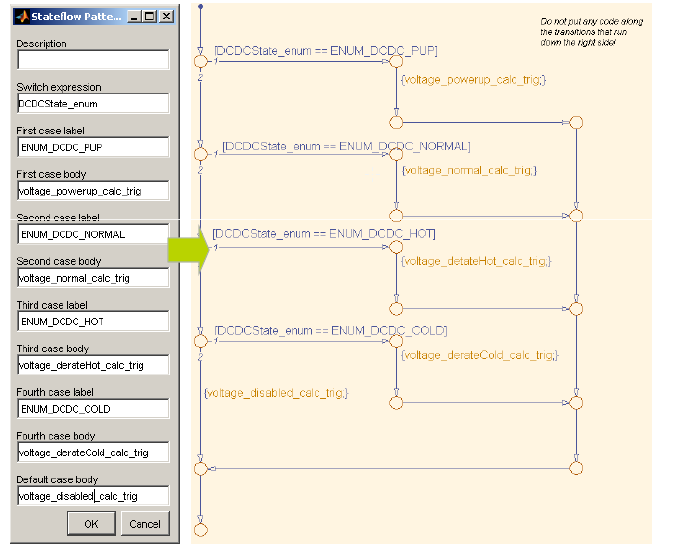 Stateflow Patte...
Description
Switch expression
DCDCState_enum
First case label
ENUM_DCDC_PUP
First case body
voltage_powerup_calc_trig
Second case label
ENUM_DCDC_NORMAL
Second case body
voltage_normal_calc_trig
Third case label
ENUM_DCDC_HOT
Third case body
voltage_derateHot_calc_trig
Fourth case label
ENUM_DCDC_COLD
Fourth case body
voltage_derateCold_calc_trig
Default case body
voltage_disabled_calc_trig
OK Cancel
Do not put any code along
the transitions that run
down the right side!
[DCDCState_enum == ENUM_DCDC_PUP]
1
2
{voltage_powerup_calc_trig;}
[DCDCState_enum == ENUM_DCDC_NORMAL]
1
2
{voltage_normal_calc_trig;}
[DCDCState_enum == ENUM_DCDC_HOT]
1
{voltage_detateHot_calc_trig;}
[DCDCState_enum == ENUM_DCDC_COLD]
1
2
{voltage_derateCold_calc_trig;}
{voltage_disabled_calc_trig;}